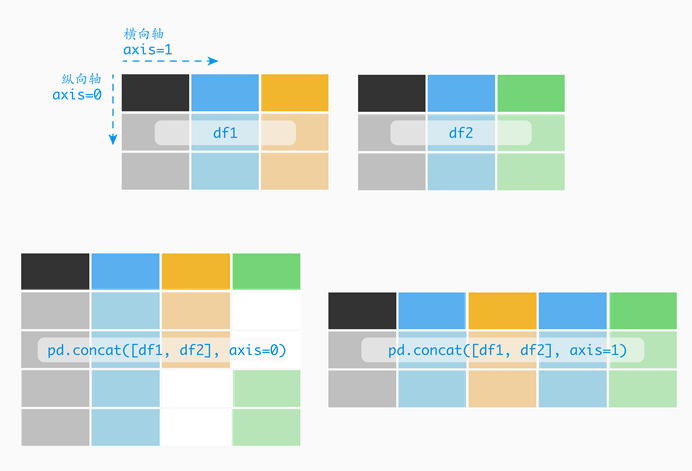 横向轴
axis=1
纵向轴
axis=0
df1
df2
pd.concat([df1, df2], axis=0)
pd.concat([df1, df2], axis=1)